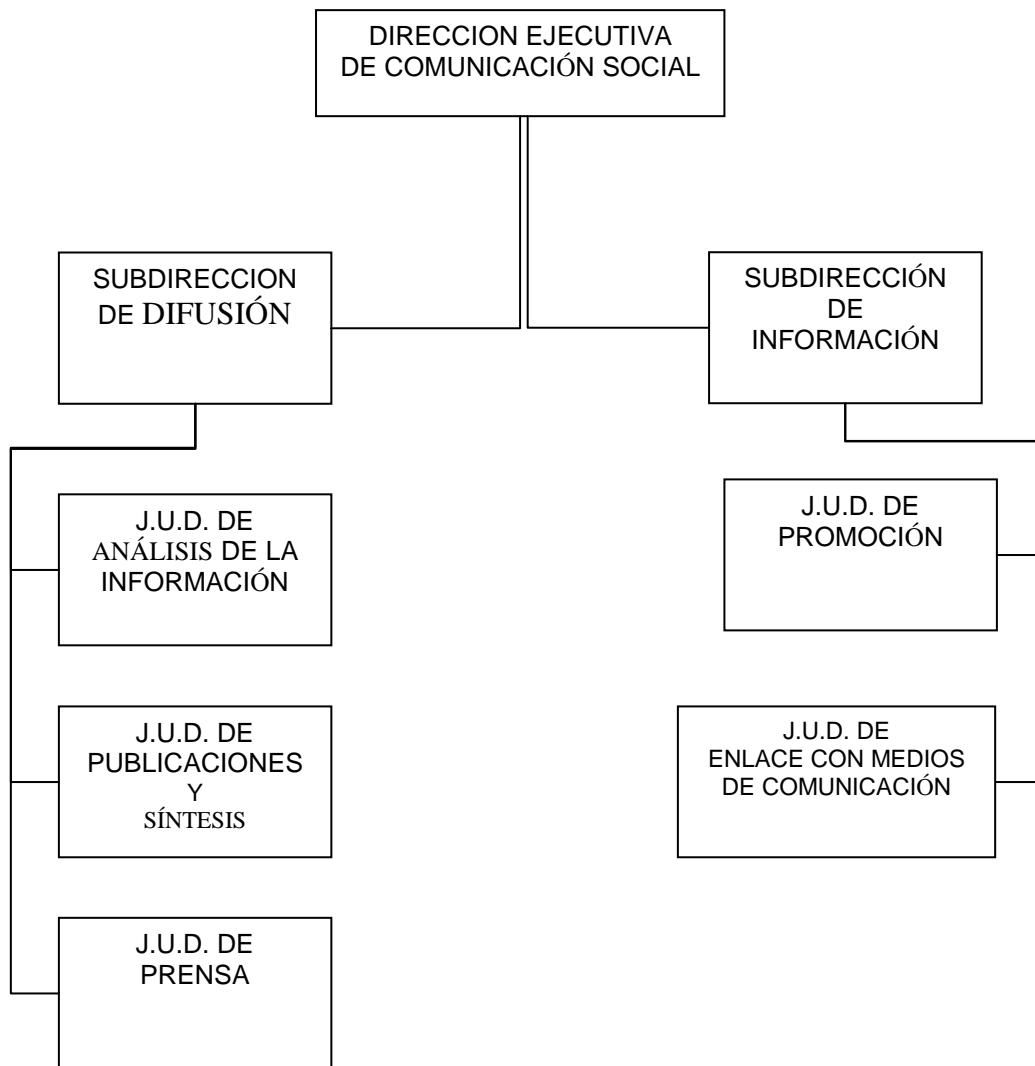 DIRECCION EJECUTIVA
DE COMUNICACIÓN SOCIAL
SUBDIRECCION
DE DIFUSIÓN
SUBDIRECCIÓN
DE
INFORMACIÓN
J.U.D. DE
ANÁLISIS DE LA
INFORMACIÓN
J.U.D. DE
PROMOCIÓN
J.U.D. DE
PUBLICACIONES
Y
SÍNTESIS
J.U.D. DE
ENLACE CON MEDIOS
DE COMUNICACIÓN
J.U.D. DE
PRENSA